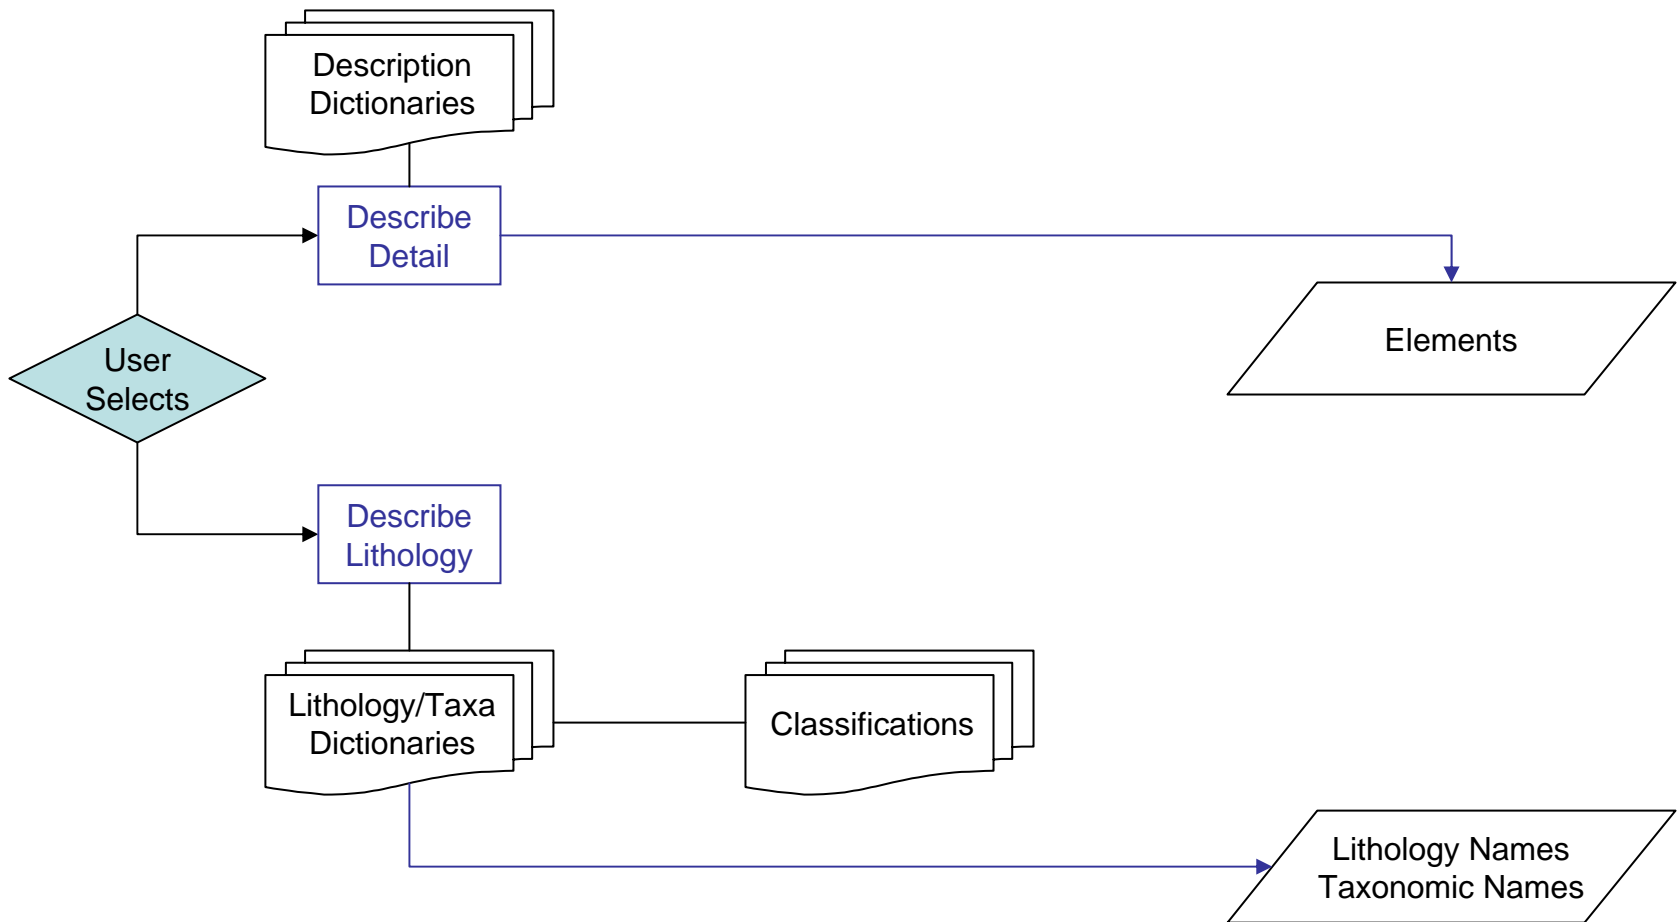 Description
Dictionaries
Describe
Detail
Elements
User
Selects
Describe
Lithology
Lithology/Taxa
Dictionaries
Classifications
Lithology Names
Taxonomic Names